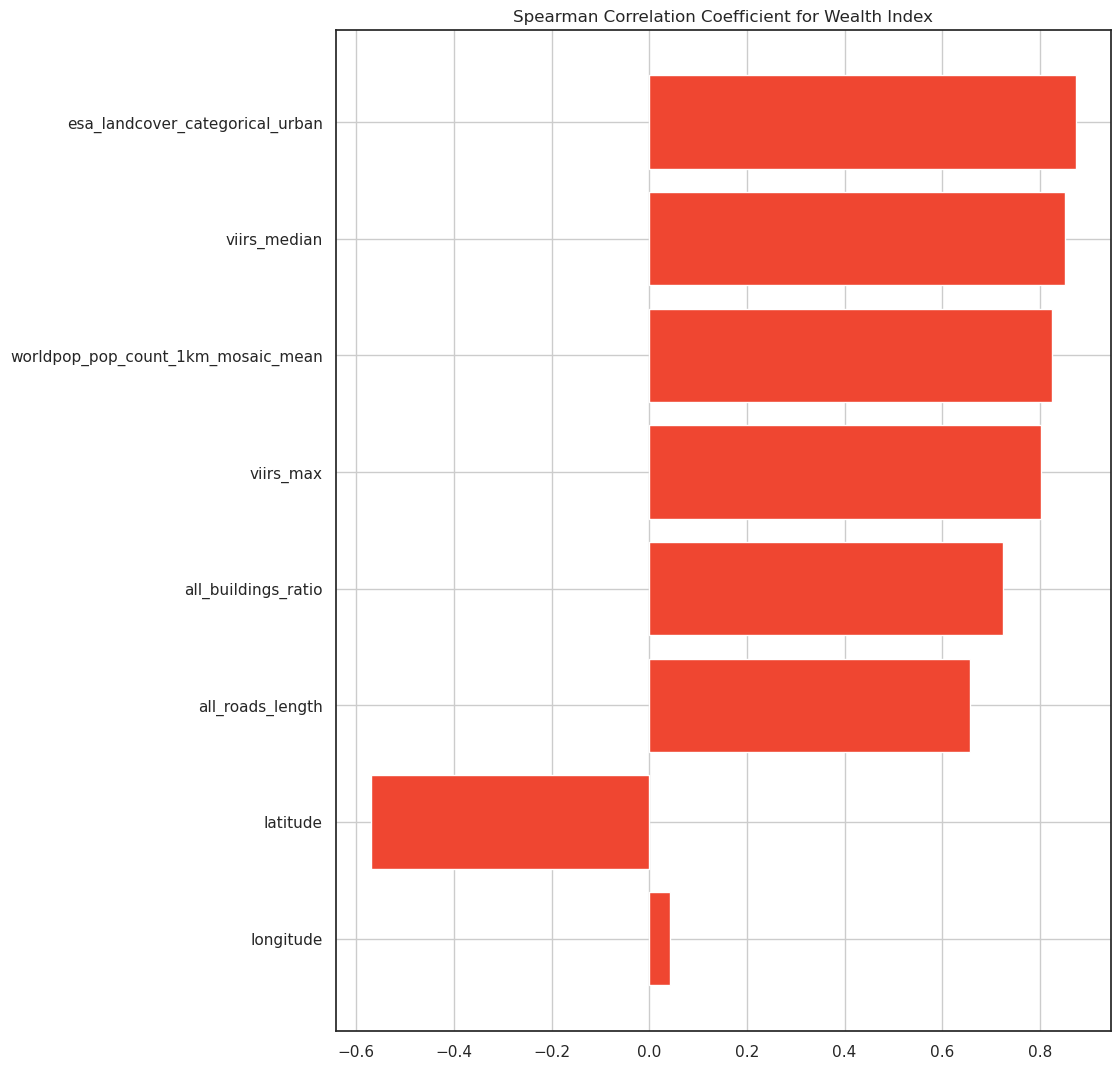 Spearman Correlation Coefficient for Wealth Index
esa_landcover_categorical_urban
viirs_median
worldpop_pop_count_1km_mosaic_mean
viirs_max
all_buildings_ratio
all_roads_length
latitude
longitude
−0.6 −0.4 −0.2 0.0 0.2 0.4 0.6 0.8